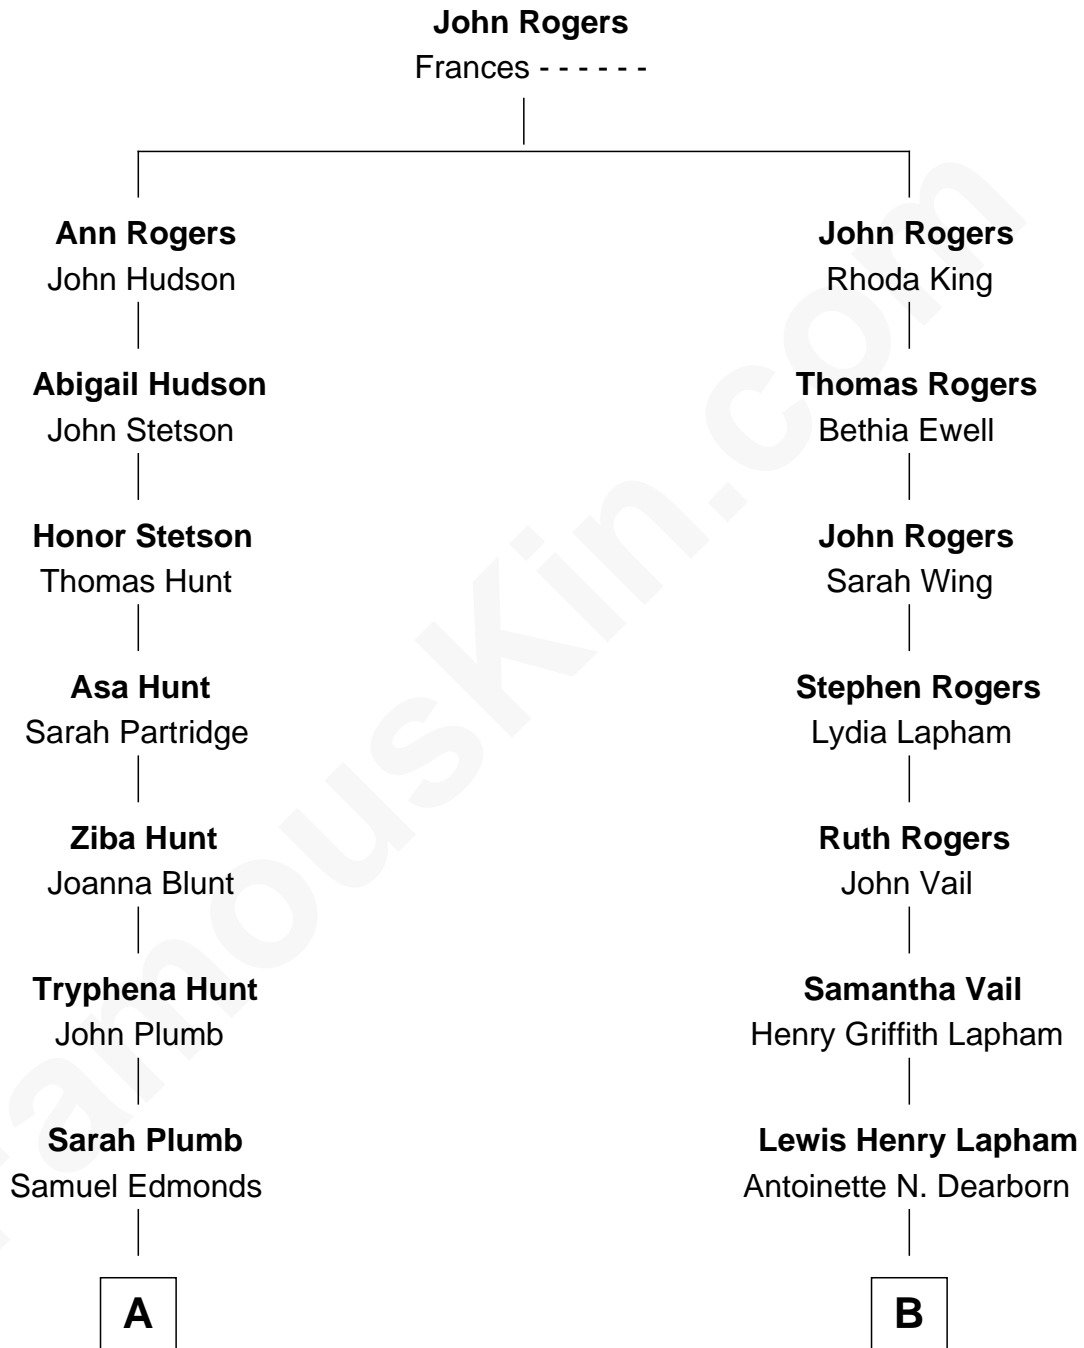 John Rogers
Frances - - - - - -
Ann Rogers
John Hudson
Abigail Hudson
John Stetson
Honor Stetson
Thomas Hunt
Asa Hunt
Sarah Partridge
Ziba Hunt
Joanna Blunt
Tryphena Hunt
John Plumb
Sarah Plumb
Samuel Edmonds
A
John Rogers
Rhoda King
Thomas Rogers
Bethia Ewell
John Rogers
Sarah Wing
Stephen Rogers
Lydia Lapham
Ruth Rogers
John Vail
Samantha Vail
Henry Griffith Lapham
Lewis Henry Lapham
Antoinette N. Dearborn
B
FamousKin.com